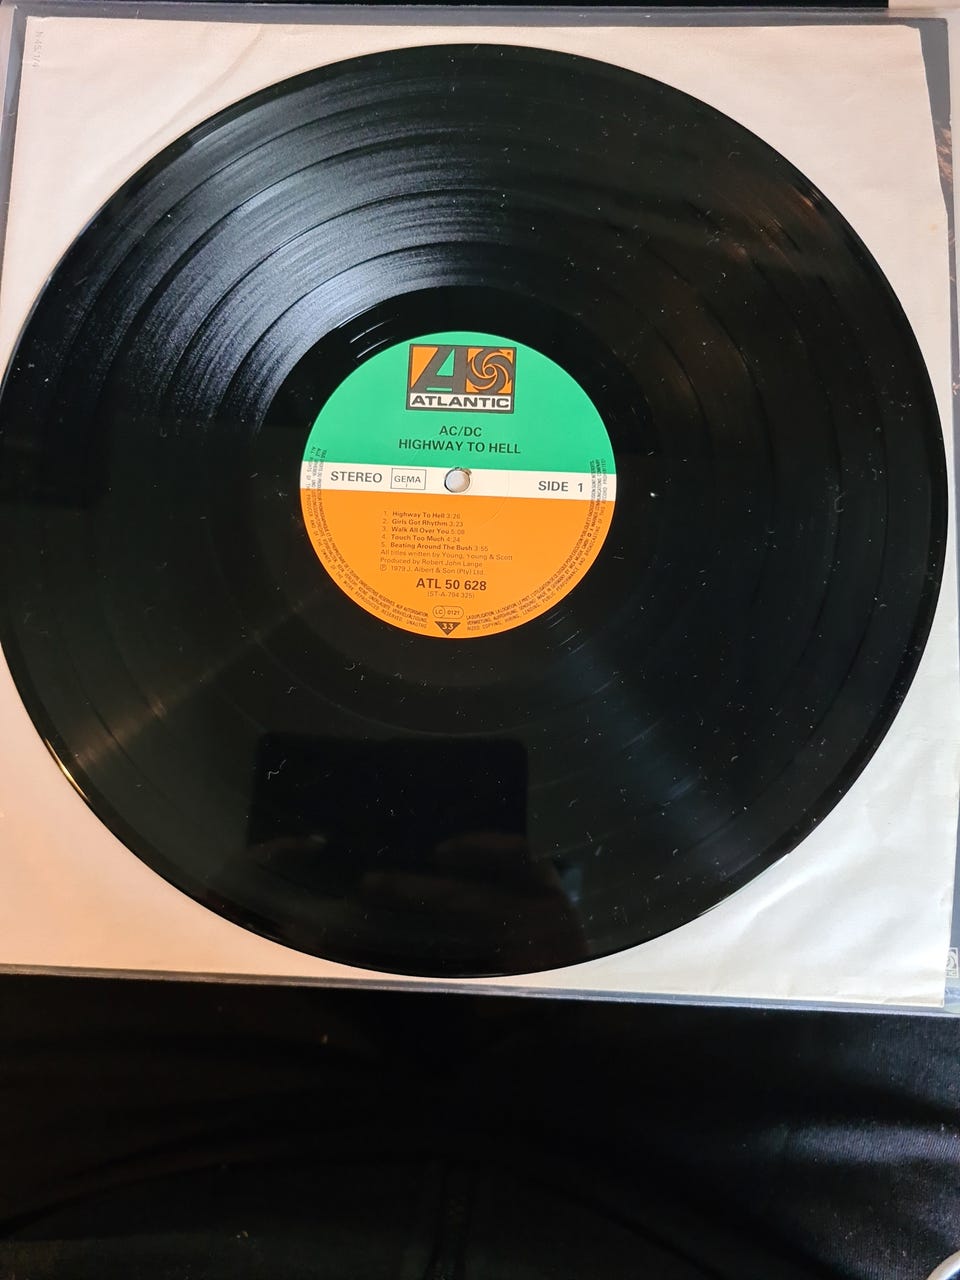 ATLANTIC
AC/DC
HIGHWAY TO HELL
STEREO GEMA SIDE 1
1. Highway To Hell 3:26
2. Girls Got Rhythm 3:23
3. Walk All Over You 5:08
4. Touch Too Much 4:24
5. Beating Around The Bush 3:55
All titles written by Young, Young & Scott
Produced by Robert John Lange
℗ 1979 J. Albert & Son (Pty) Ltd.
ATL 50 628
(ST-A-794 325)
LC 0121
33